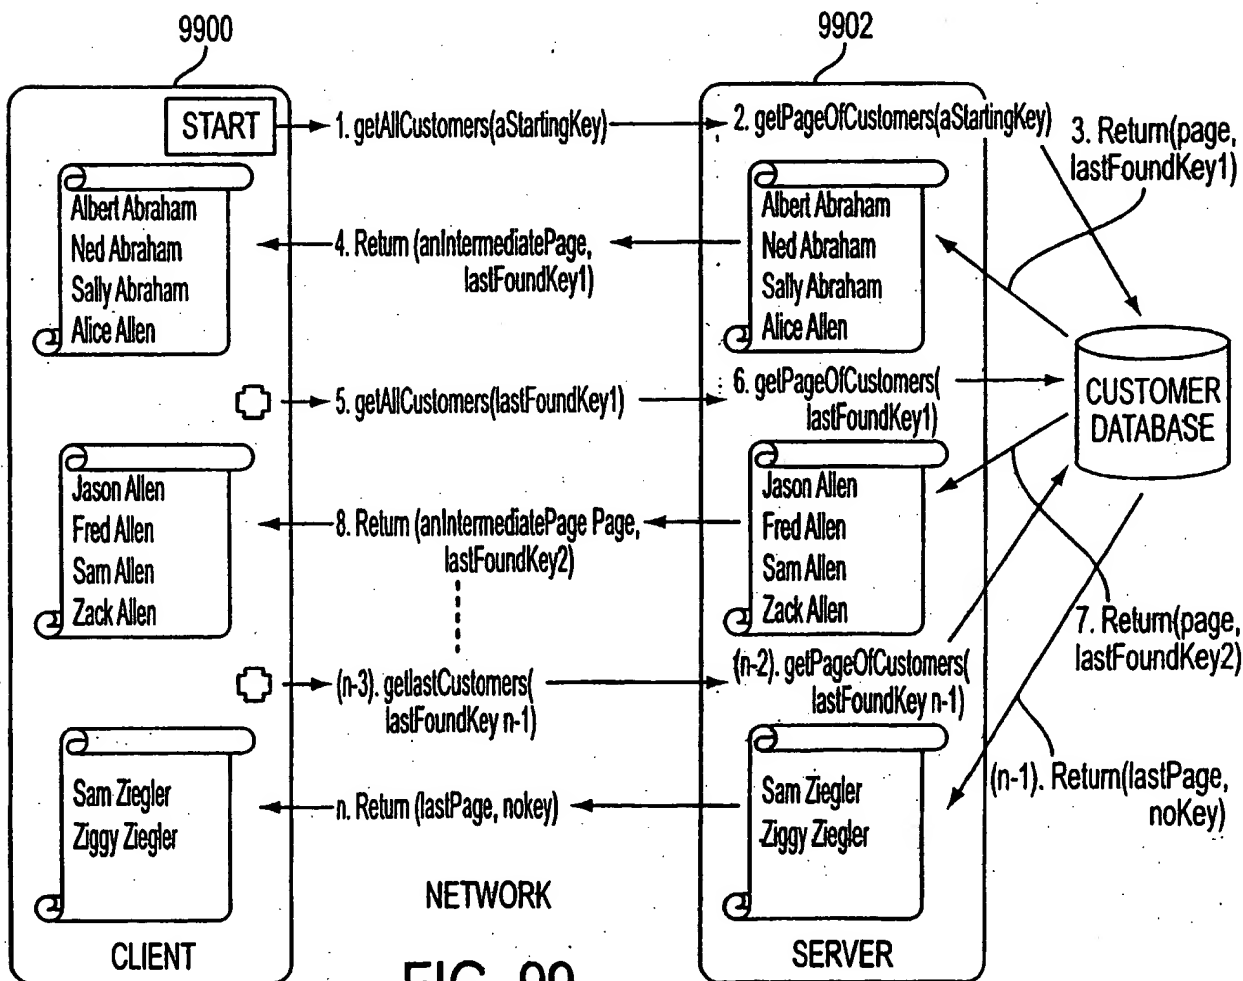 9900
9902
START
1. getAllCustomers(aStartingKey)
2. getPageOfCustomers(aStartingKey)
3. Return(page,
lastFoundKey1)
Albert Abraham
Ned Abraham
Sally Abraham
Alice Allen
4. Return (anIntermediatePage,
lastFoundKey1)
Albert Abraham
Ned Abraham
Sally Abraham
Alice Allen
5. getAllCustomers(lastFoundKey1)
6. getPageOfCustomers(
lastFoundKey1)
CUSTOMER
DATABASE
Jason Allen
Fred Allen
Sam Allen
Zack Allen
8. Return (anIntermediatePage Page,
lastFoundKey2)
Jason Allen
Fred Allen
Sam Allen
Zack Allen
7. Return(page,
lastFoundKey2)
(n-3). getlastCustomers(
lastFoundKey n-1)
(n-2). getPageOfCustomers(
lastFoundKey n-1)
(n-1). Return(lastPage,
noKey)
Sam Ziegler
Ziggy Ziegler
n. Return (lastPage, nokey)
Sam Ziegler
Ziggy Ziegler
NETWORK
CLIENT
SERVER
FIG. 99